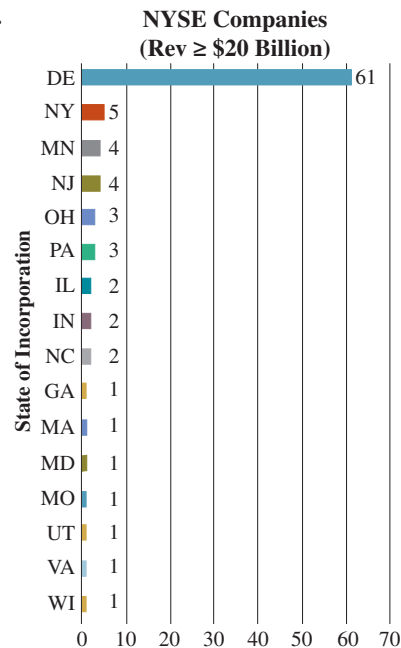 NYSE Companies
(Rev ≥ $20 Billion)
State of Incorporation
DE 61
NY 5
MN 4
NJ 4
OH 3
PA 3
IL 2
IN 2
NC 2
GA 1
MA 1
MD 1
MO 1
UT 1
VA 1
WI 1
0 10 20 30 40 50 60 70